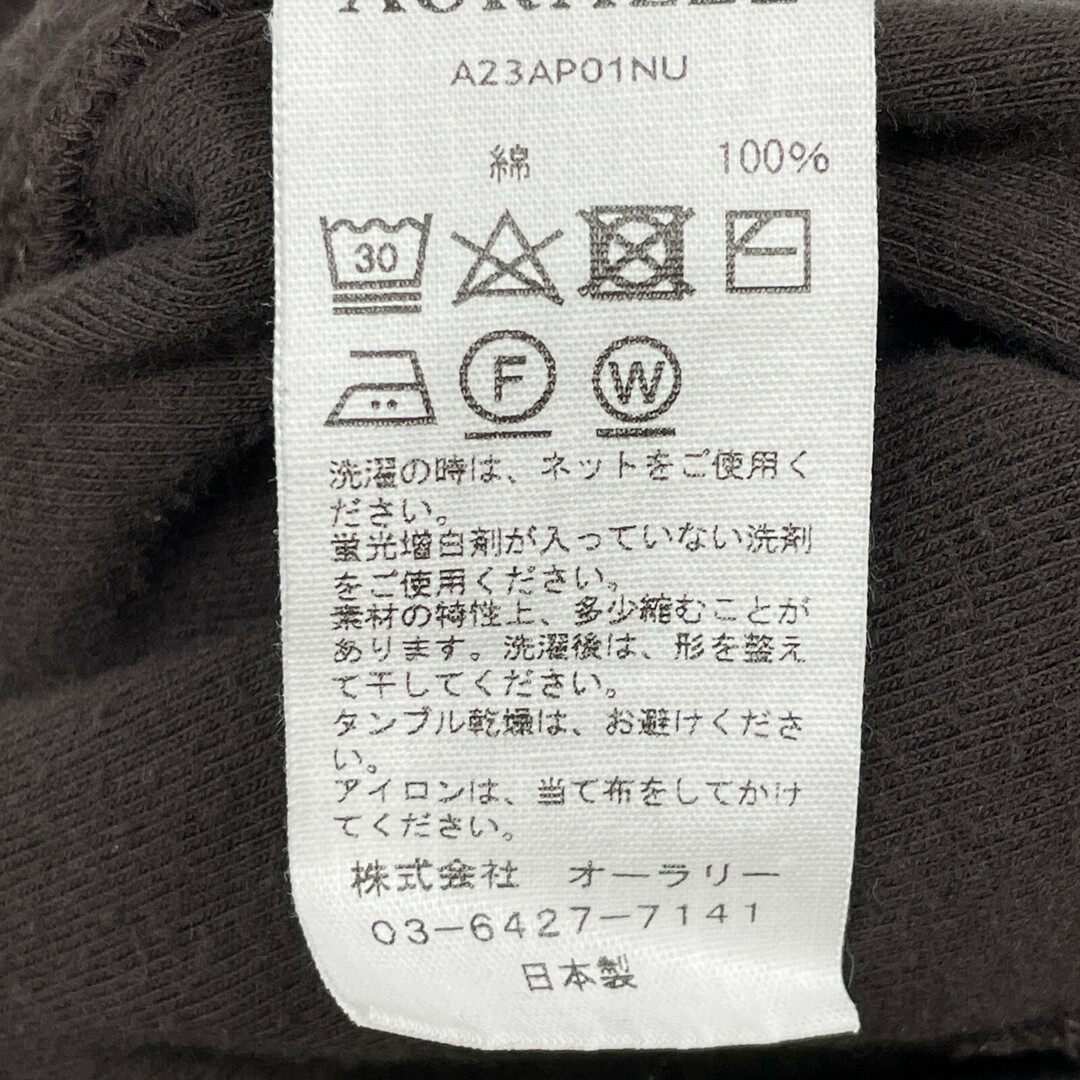 AURALEE
A23AP01NU
綿 100%
30
F W
洗濯の時は、ネットをご使用く
ださい。
蛍光増白剤が入っていない洗剤
をご使用ください。
素材の特性上、多少縮むことが
あります。洗濯後は、形を整え
て干してください。
タンブル乾燥は、お避けくださ
い。
アイロンは、当て布をしてかけ
てください。
株式会社 オーラリー
03-6427-7141
日本製